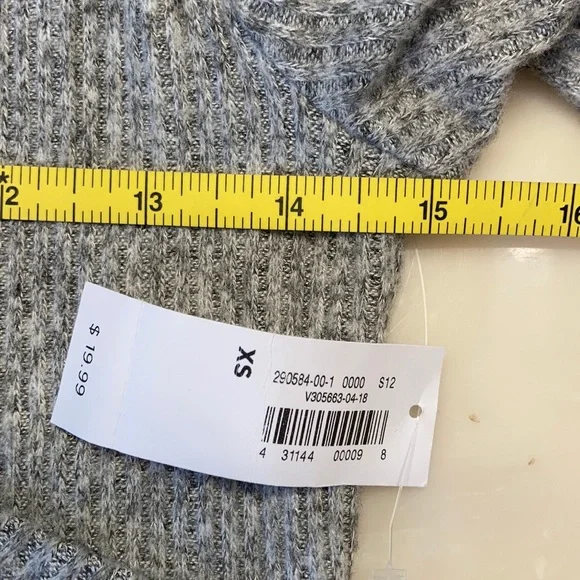 2 13 14 15 16
$ 19.99
XS
290584-00-1 0000 S12
V305663-04-18
4 31144 00009 8